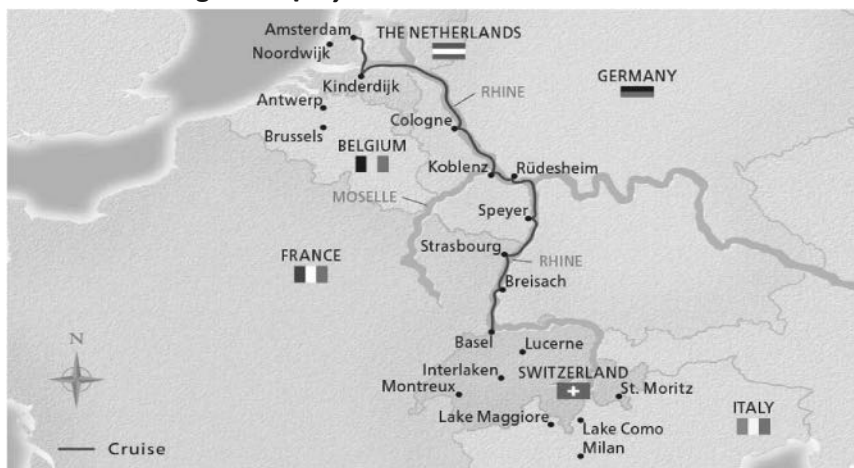 Amsterdam
THE NETHERLANDS
Noordwijk
GERMANY
Kinderdijk
RHINE
Antwerp
Cologne
Brussels
BELGIUM
Koblenz
Rüdesheim
MOSELLE
Speyer
Strasbourg
FRANCE
RHINE
Breisach
N
Basel
Lucerne
Interlaken
SWITZERLAND
Montreux
St. Moritz
Lake Maggiore
ITALY
Lake Como
Milan
Cruise